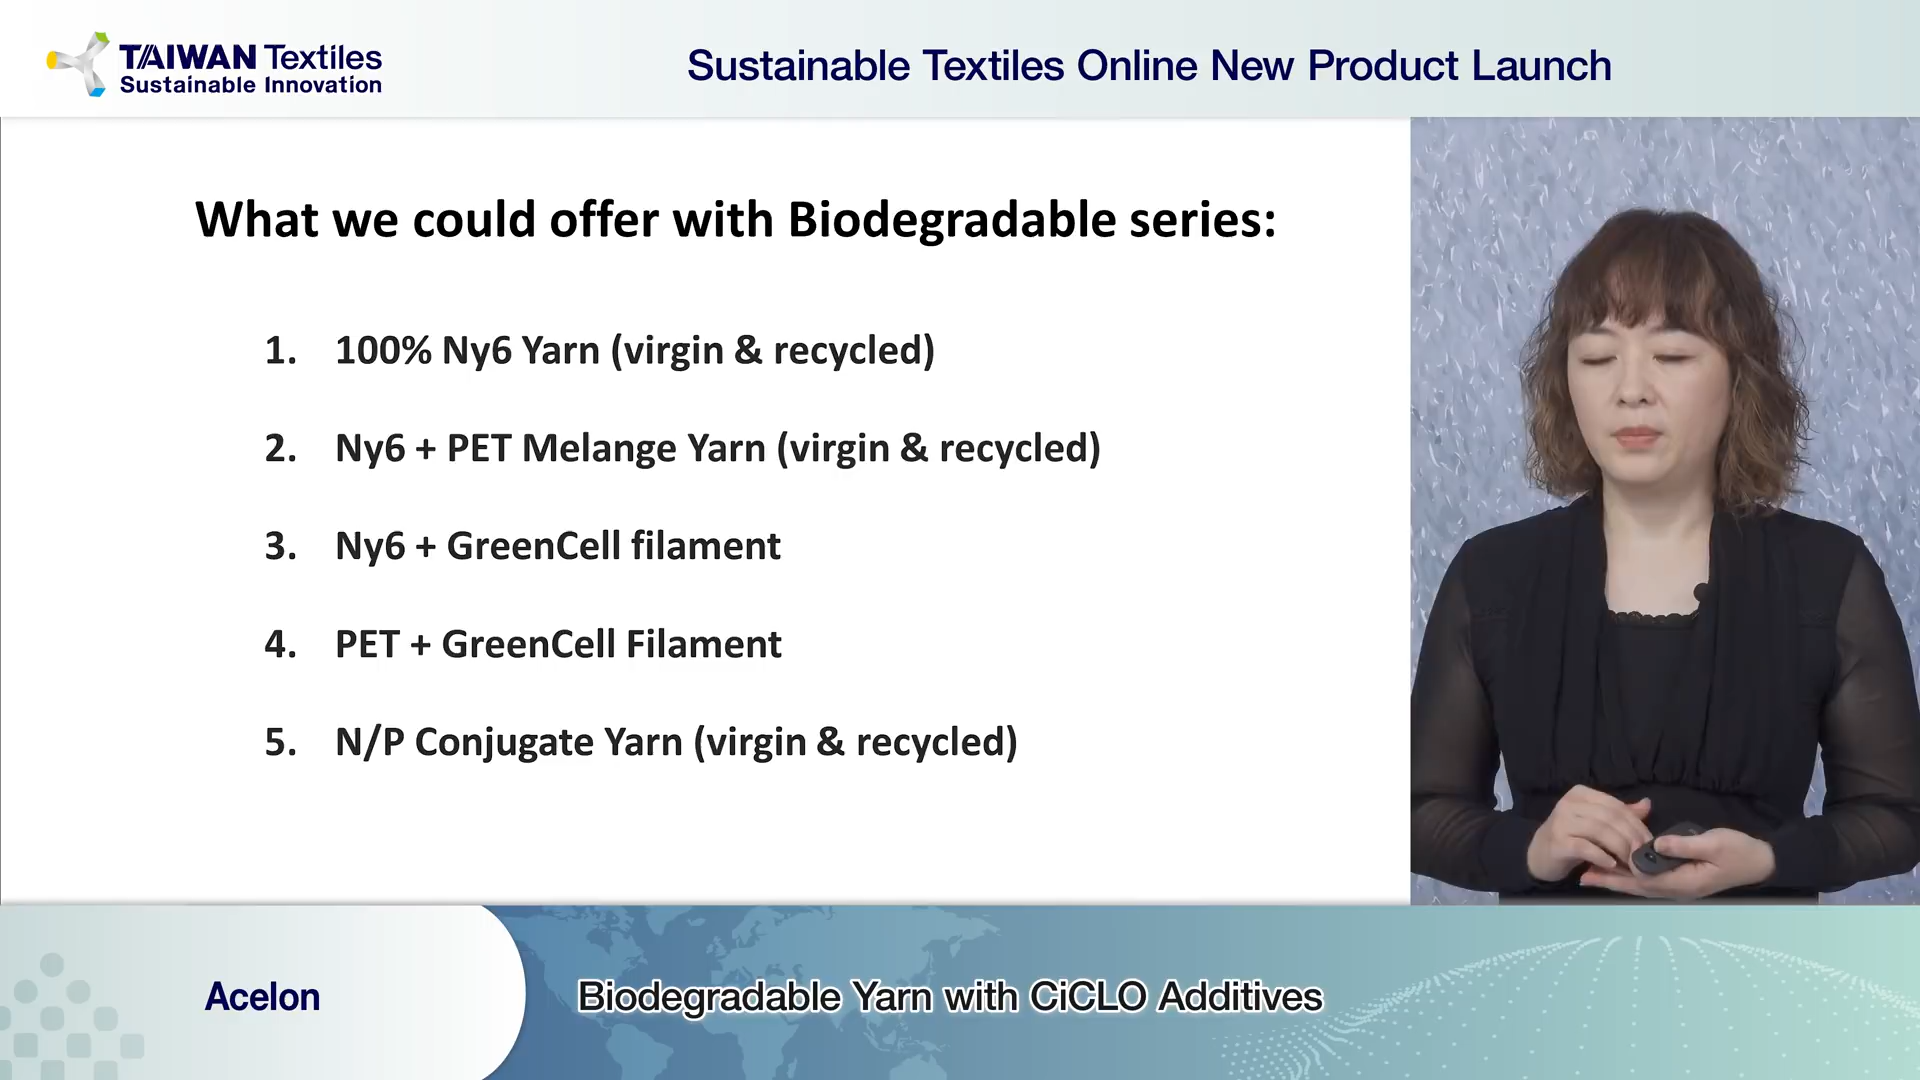 TAIWAN Textiles
Sustainable Innovation
Sustainable Textiles Online New Product Launch
What we could offer with Biodegradable series:
1. 100% Ny6 Yarn (virgin & recycled)
2. Ny6 + PET Melange Yarn (virgin & recycled)
3. Ny6 + GreenCell filament
4. PET + GreenCell Filament
5. N/P Conjugate Yarn (virgin & recycled)
Acelon
Biodegradable Yarn with CiCLO Additives